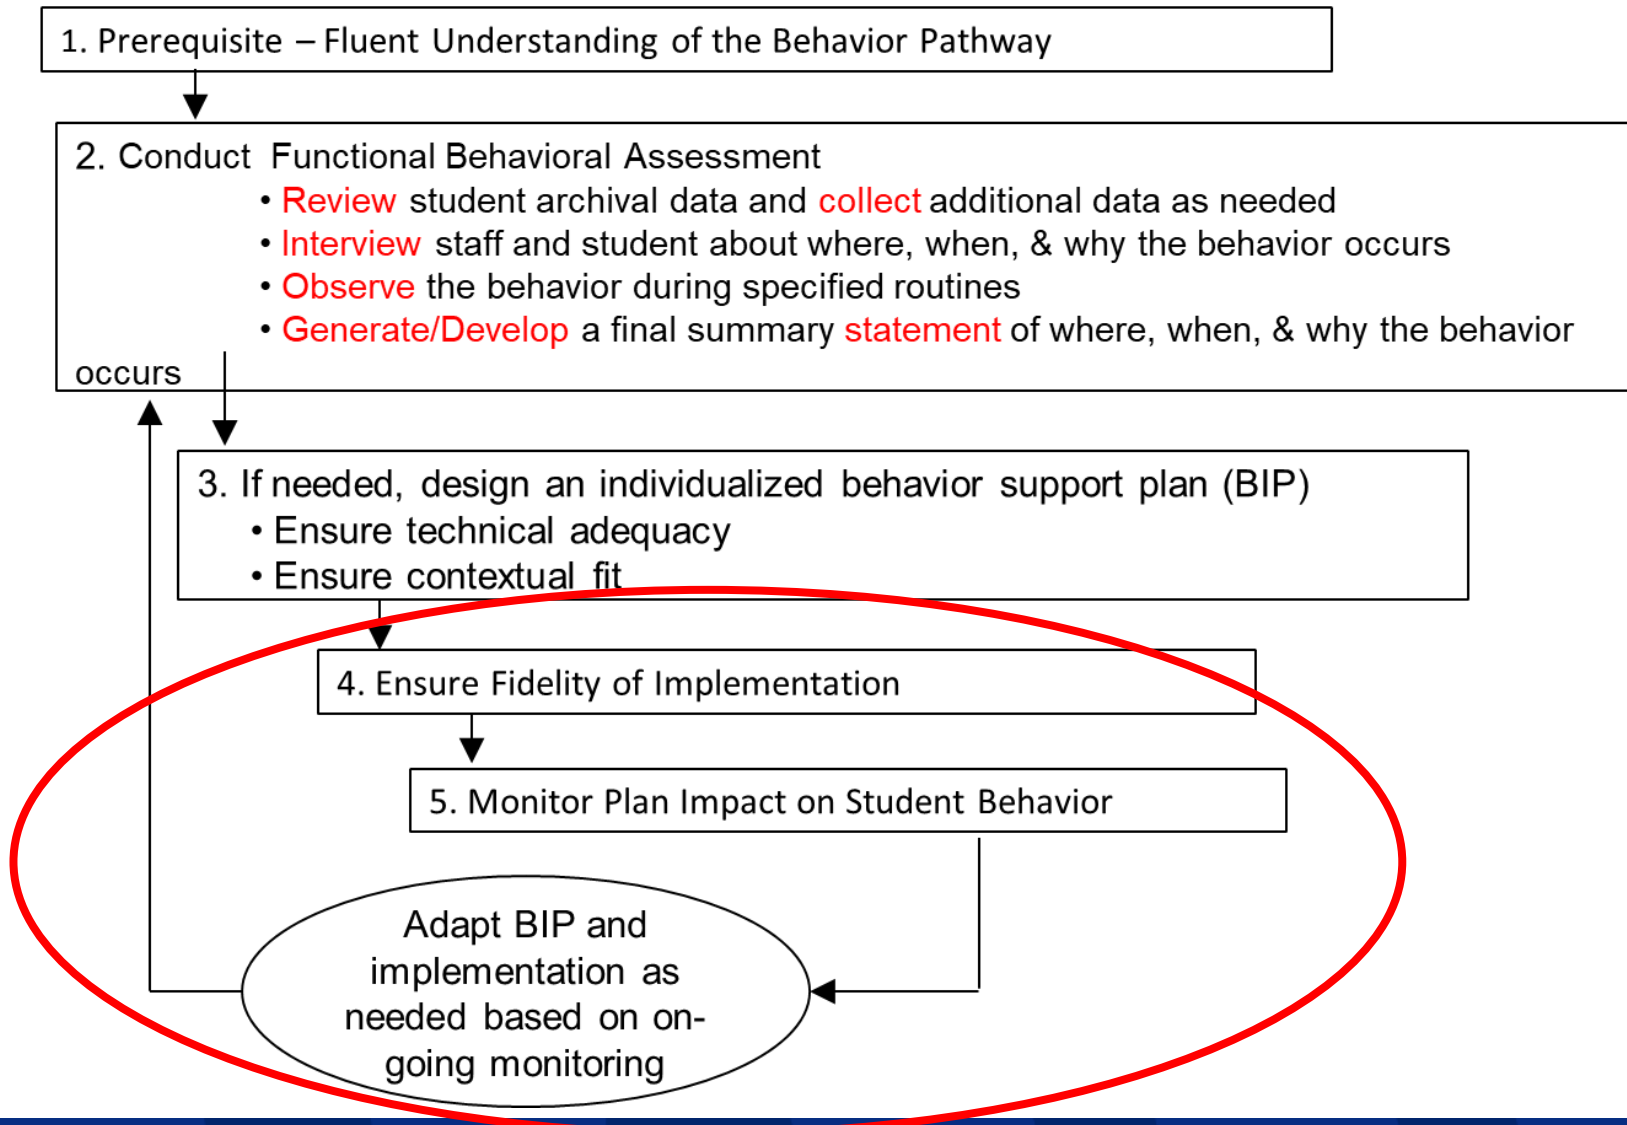 1. Prerequisite – Fluent Understanding of the Behavior Pathway
2. Conduct Functional Behavioral Assessment
• Review student archival data and collect additional data as needed
• Interview staff and student about where, when, & why the behavior occurs
• Observe the behavior during specified routines
• Generate/Develop a final summary statement of where, when, & why the behavior
occurs
3. If needed, design an individualized behavior support plan (BIP)
• Ensure technical adequacy
• Ensure contextual fit
4. Ensure Fidelity of Implementation
5. Monitor Plan Impact on Student Behavior
Adapt BIP and
implementation as
needed based on on-
going monitoring